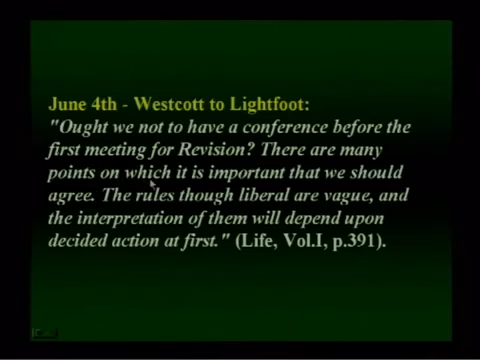 June 4th - Westcott to Lightfoot:
"Ought we not to have a conference before the
first meeting for Revision? There are many
points on which it is important that we should
agree. The rules though liberal are vague, and
the interpretation of them will depend upon
decided action at first." (Life, Vol.I, p.391).